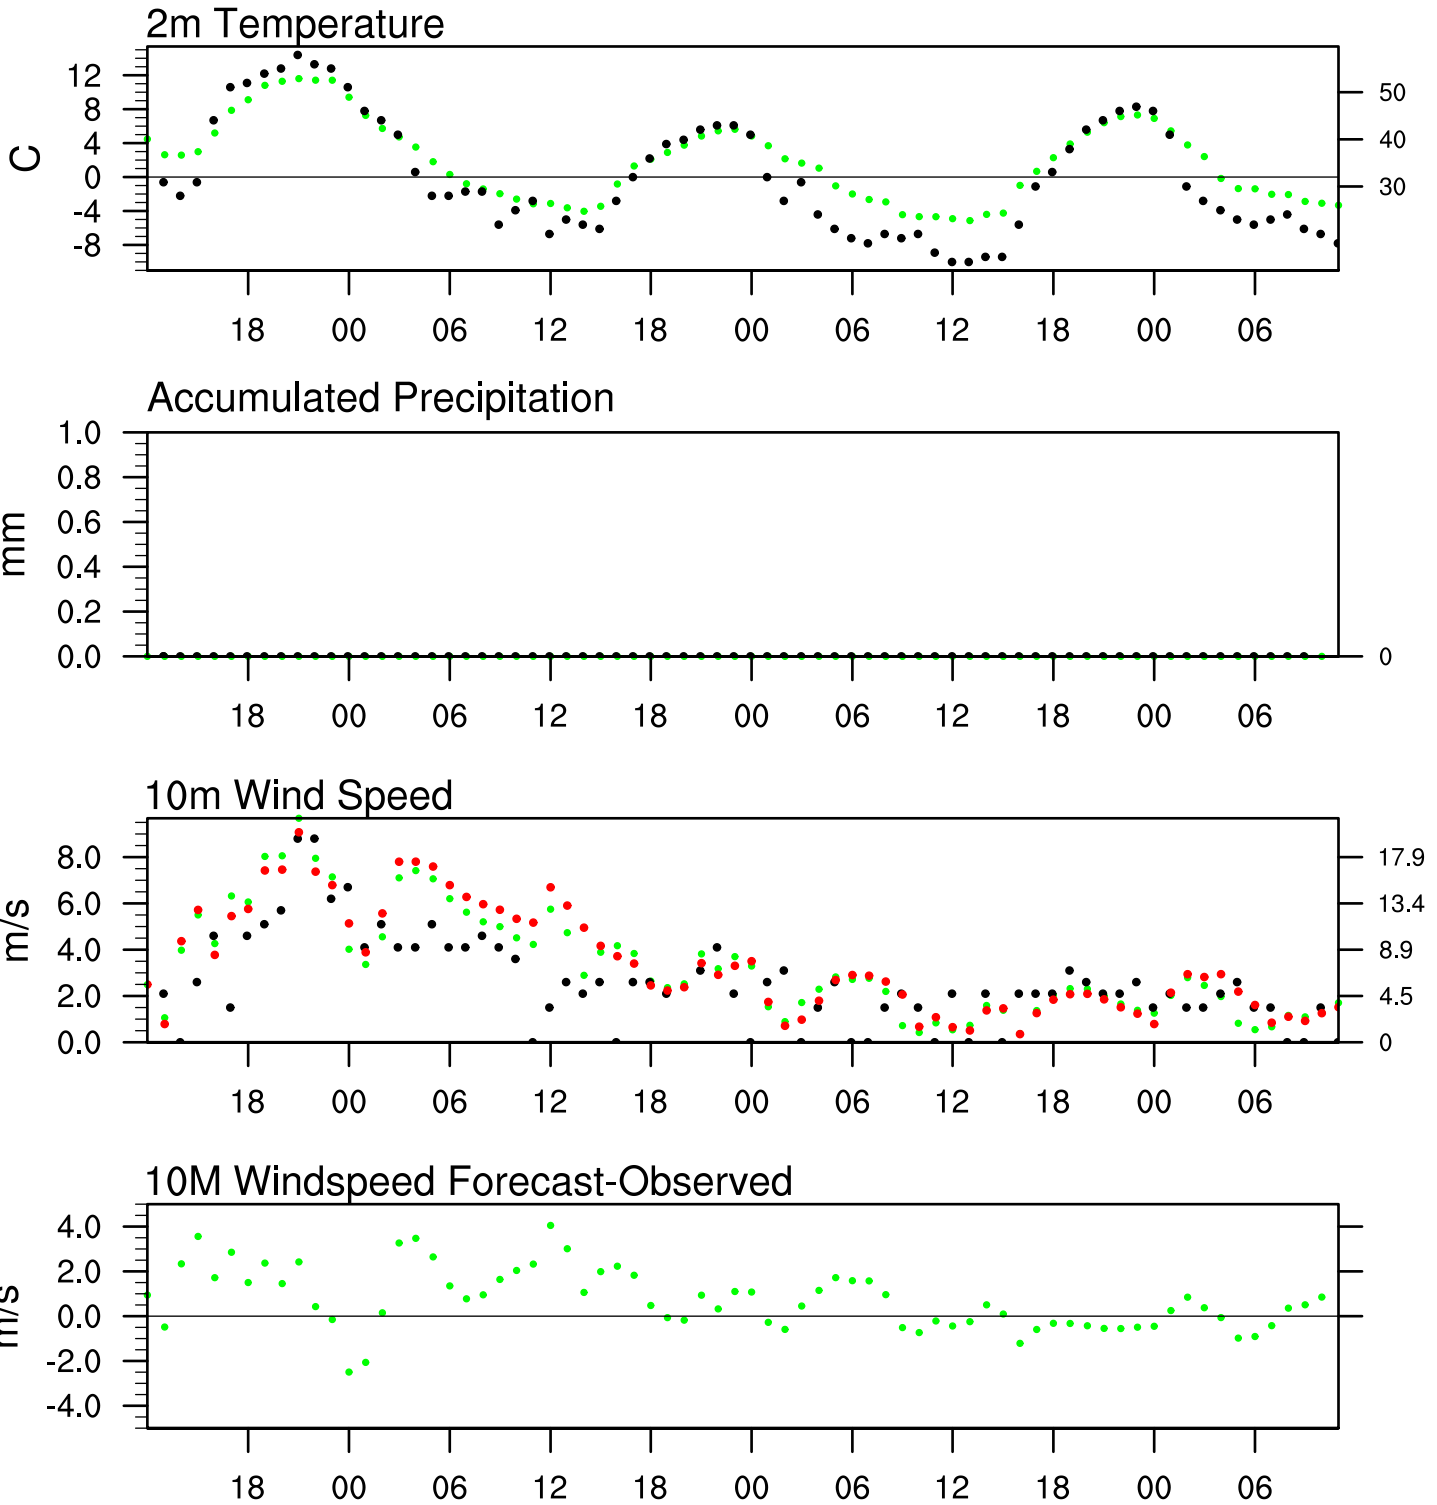 2m Temperature
12
8
4
0
-4
-8
C
50
40
30
18 00 06 12 18 00 06 12 18 00 06
Accumulated Precipitation
1.0
0.8
0.6
0.4
0.2
0.0
mm
0
18 00 06 12 18 00 06 12 18 00 06
10m Wind Speed
8.0
6.0
4.0
2.0
0.0
m/s
17.9
13.4
8.9
4.5
0
18 00 06 12 18 00 06 12 18 00 06
10M Windspeed Forecast-Observed
4.0
2.0
0.0
-2.0
-4.0
m/s
18 00 06 12 18 00 06 12 18 00 06